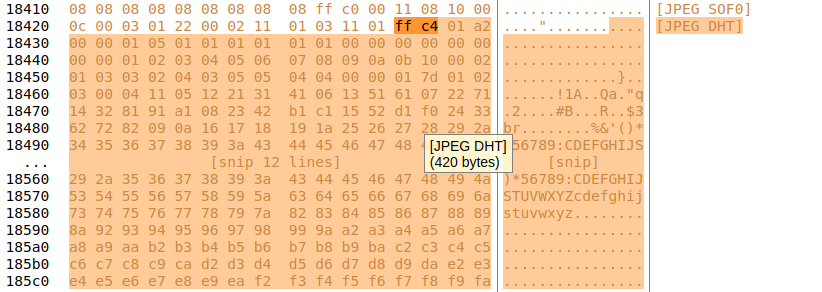 18410 08 08 08 08 08 08 08 08 08 ff c0 00 11 08 10 00 ................ [JPEG SOF0]
18420 0c 00 03 01 22 00 02 11 01 03 11 01 ff c4 01 a2 ...."........... [JPEG DHT]
18430 00 00 01 05 01 01 01 01 01 01 00 00 00 00 00 00 ................
18440 00 00 01 02 03 04 05 06 07 08 09 0a 0b 10 00 02 ................
18450 01 03 03 02 04 03 05 05 04 04 00 00 01 7d 01 02 .............}..
18460 03 00 04 11 05 12 21 31 41 06 13 51 61 07 22 71 ......!1A..Qa."q
18470 14 32 81 91 a1 08 23 42 b1 c1 15 52 d1 f0 24 33 .2....#B...R..$3
18480 62 72 82 09 0a 16 17 18 19 1a 25 26 27 28 29 2a br........%&'()*
18490 34 35 36 37 38 39 3a 43 44 45 46 47 56789:CDEFGHIJS
[JPEG DHT]
(420 bytes)
... [snip 12 lines] [snip]
18560 29 2a 35 36 37 38 39 3a 43 44 45 46 47 48 49 4a )*56789:CDEFGHIJ
18570 53 54 55 56 57 58 59 5a 63 64 65 66 67 68 69 6a STUVWXYZcdefghij
18580 73 74 75 76 77 78 79 7a 82 83 84 85 86 87 88 89 stuvwxyz........
18590 8a 92 93 94 95 96 97 98 99 9a a2 a3 a4 a5 a6 a7 ................
185a0 a8 a9 aa b2 b3 b4 b5 b6 b7 b8 b9 ba c2 c3 c4 c5 ................
185b0 c6 c7 c8 c9 ca d2 d3 d4 d5 d6 d7 d8 d9 da e2 e3 ................
185c0 e4 e5 e6 e7 e8 e9 ea f2 f3 f4 f5 f6 f7 f8 f9 fa ................